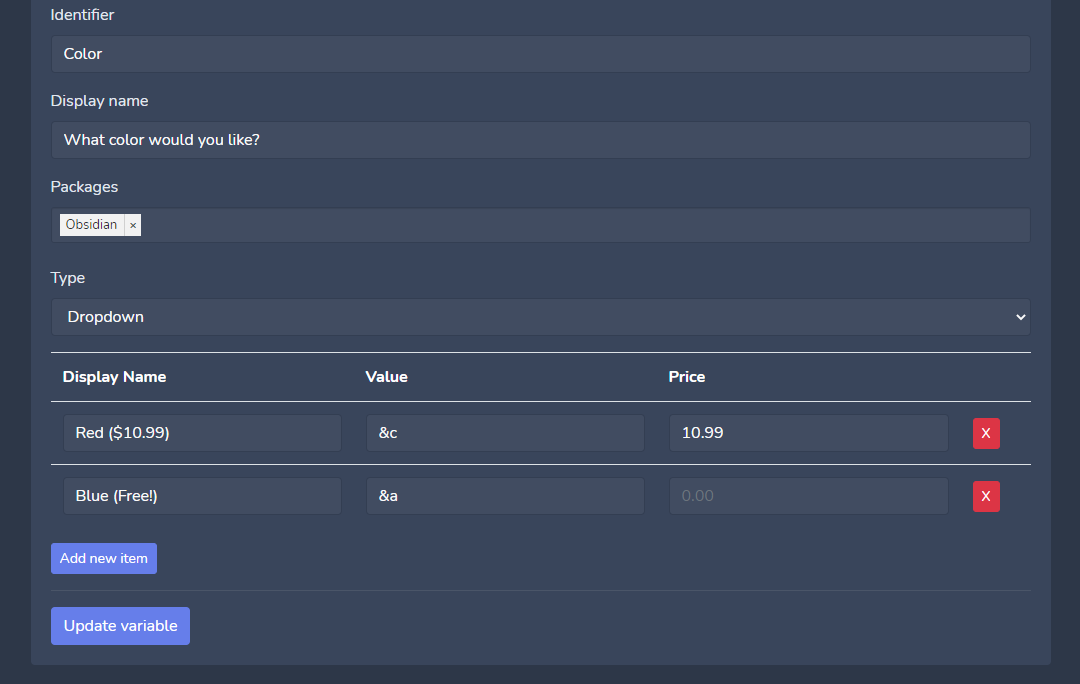 Identifier
Color
Display name
What color would you like?
Packages
Obsidian ×
Type
Dropdown
Display Name Value Price
Red ($10.99) &c 10.99 X
Blue (Free!) &a 0.00 X
Add new item
Update variable